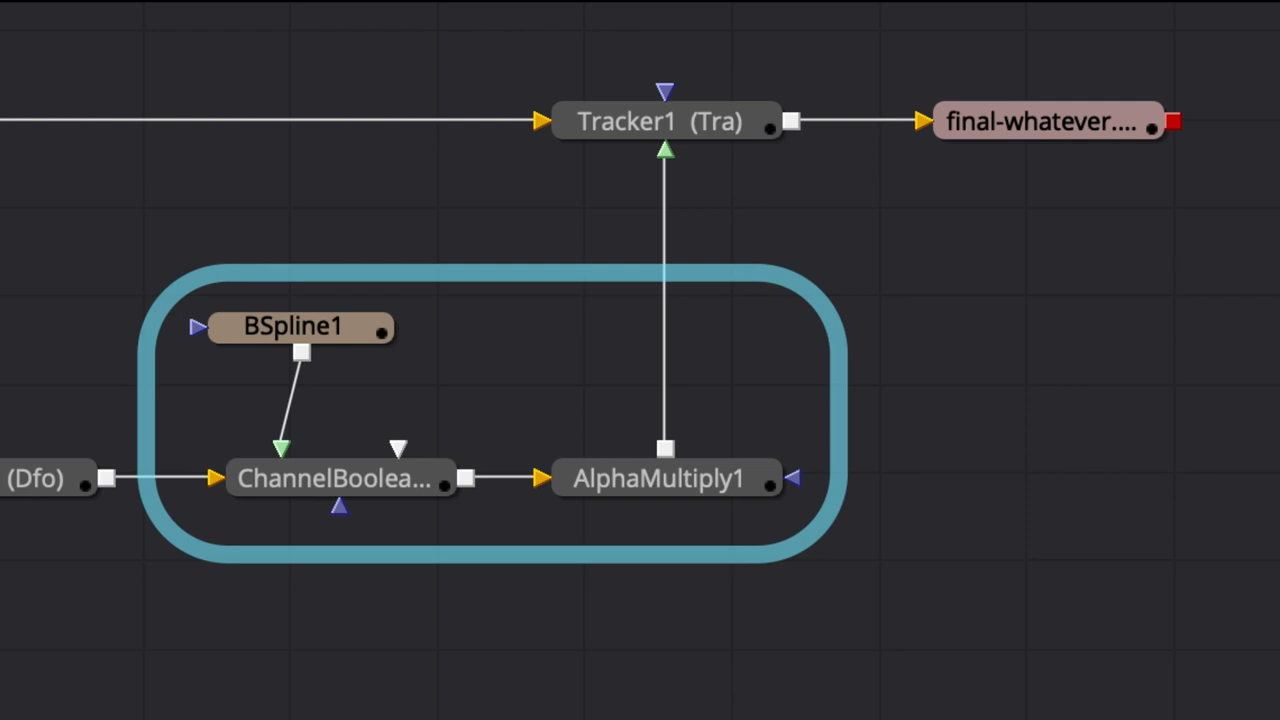 Tracker1 (Tra)
final-whatever....
BSpline1
(Dfo)
ChannelBoolea...
AlphaMultiply1